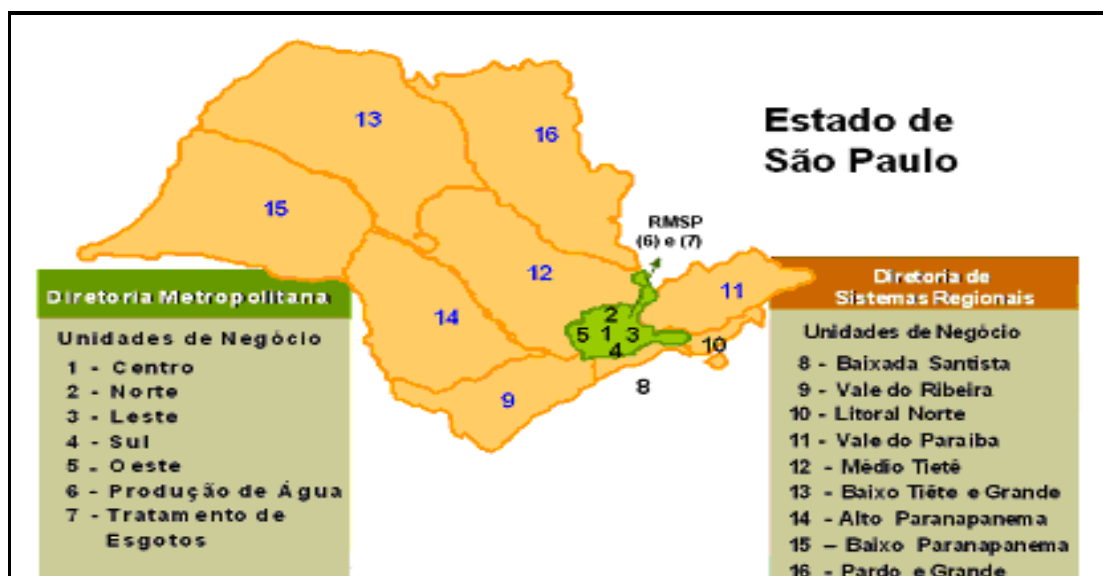 Estado de
São Paulo
13
16
15
RMSP
(6) e (7)
12
11
14
2
5 1 3
4
10
9
8
Diretoria Metropolitana
Unidades de Negócio
1 - Centro
2 - Norte
3 - Leste
4 - Sul
5 - Oeste
6 - Produção de Água
7 - Tratamento de
Esgotos
Diretoria de
Sistemas Regionais
Unidades de Negócio
8 - Baixada Santista
9 - Vale do Ribeira
10 - Litoral Norte
11 - Vale do Paraiba
12 - Médio Tietê
13 - Baixo Tiête e Grande
14 - Alto Paranapanema
15 – Baixo Paranapanema
16 - Pardo e Grande